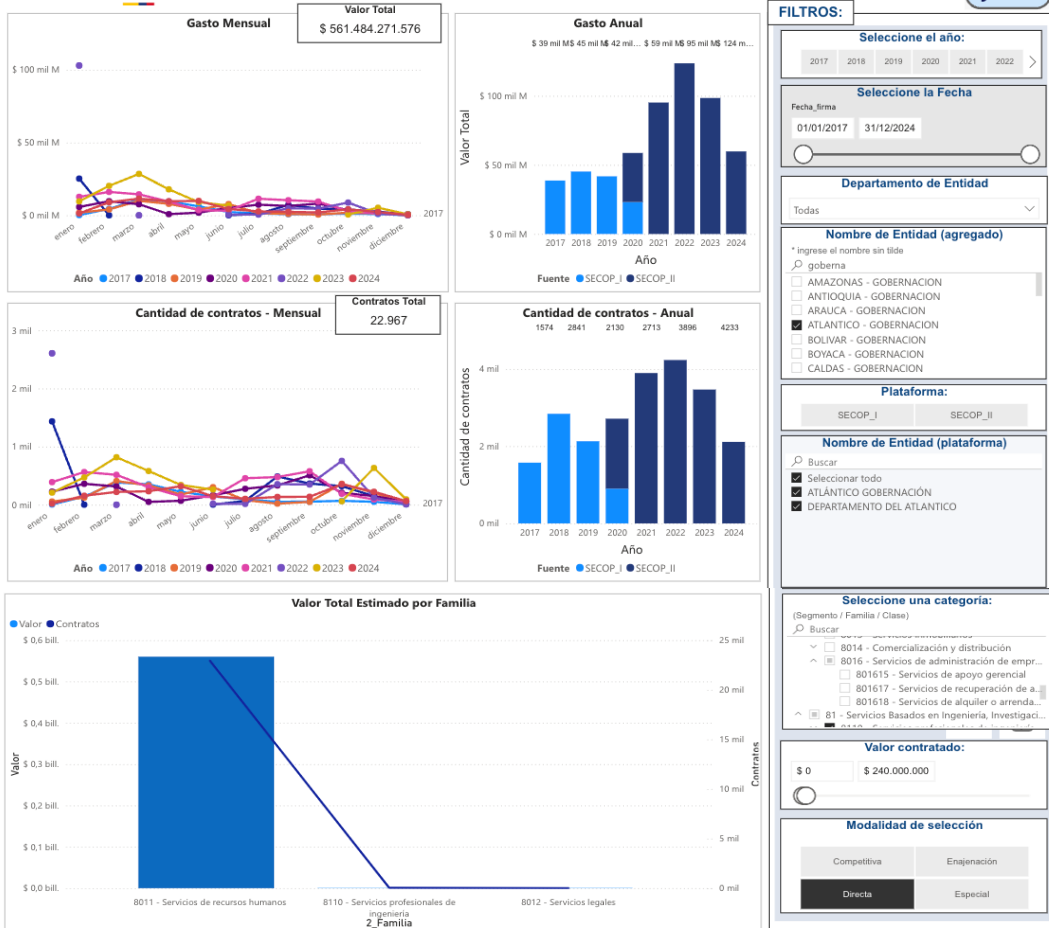 Gasto Mensual
Valor Total
$ 561.484.271.576
$ 100 mil M
$ 50 mil M
$ 0 mil M
2017
enero
febrero
marzo
abril
mayo
junio
julio
agosto
septiembre
octubre
noviembre
diciembre
Año 2017 2018 2019 2020 2021 2022 2023 2024
Gasto Anual
$ 39 mil M $ 45 mil M $ 42 mil... $ 59 mil M $ 95 mil M $ 124 m...
Valor Total
$ 100 mil M
$ 50 mil M
$ 0 mil M
2017 2018 2019 2020 2021 2022 2023 2024
Año
Fuente SECOP_I SECOP_II
Cantidad de contratos - Mensual
Contratos Total
22.967
3 mil
2 mil
1 mil
0 mil
2017
enero
febrero
marzo
abril
mayo
junio
julio
agosto
septiembre
octubre
noviembre
diciembre
Año 2017 2018 2019 2020 2021 2022 2023 2024
Cantidad de contratos - Anual
1574 2841 2130 2713 3896 4233
Cantidad de contratos
4 mil
2 mil
0 mil
2017 2018 2019 2020 2021 2022 2023 2024
Año
Fuente SECOP_I SECOP_II
Valor Total Estimado por Familia
Valor Contratos
$ 0,6 bill.
$ 0,5 bill.
$ 0,4 bill.
$ 0,3 bill.
$ 0,2 bill.
$ 0,1 bill.
$ 0,0 bill.
Valor
25 mil
20 mil
15 mil
10 mil
5 mil
0 mil
Contratos
8011 - Servicios de recursos humanos
8110 - Servicios profesionales de
ingeniería
8012 - Servicios legales
2_Familia
FILTROS:
Seleccione el año:
2017 2018 2019 2020 2021 2022
Seleccione la Fecha
Fecha_firma
01/01/2017 31/12/2024
Departamento de Entidad
Todas
Nombre de Entidad (agregado)
* ingrese el nombre sin tilde
goberna
AMAZONAS - GOBERNACION
ANTIOQUIA - GOBERNACION
ARAUCA - GOBERNACION
ATLANTICO - GOBERNACION
BOLIVAR - GOBERNACION
BOYACA - GOBERNACION
CALDAS - GOBERNACION
Plataforma:
SECOP_I SECOP_II
Nombre de Entidad (plataforma)
Buscar
Seleccionar todo
ATLÁNTICO GOBERNACIÓN
DEPARTAMENTO DEL ATLANTICO
Seleccione una categoría:
(Segmento / Familia / Clase)
Buscar
8014 - Comercialización y distribución
8016 - Servicios de administración de empr...
801615 - Servicios de apoyo gerencial
801617 - Servicios de recuperación de a...
801618 - Servicios de alquiler o arrenda...
81 - Servicios Basados en Ingeniería, Investigaci...
Valor contratado:
$ 0 $ 240.000.000
Modalidad de selección
Competitiva Enajenación
Directa Especial